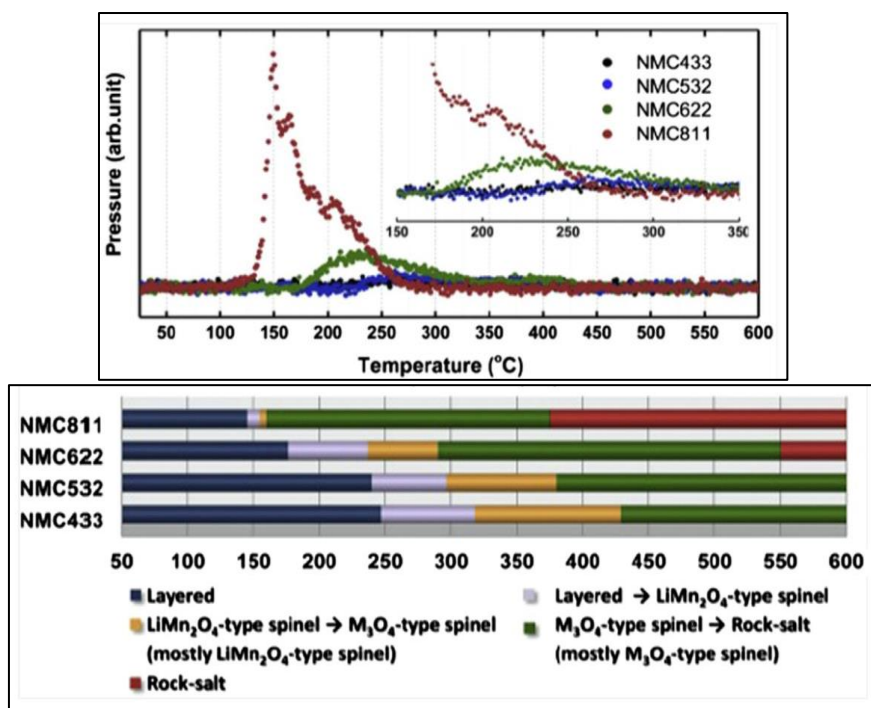 Pressure (arb.unit)
NMC433
NMC532
NMC622
NMC811
150 200 250 300 350
50 100 150 200 250 300 350 400 450 500 550 600
Temperature (°C)
NMC811
NMC622
NMC532
NMC433
50 100 150 200 250 300 350 400 450 500 550 600
Layered
Layered → LiMn₂O₄-type spinel
LiMn₂O₄-type spinel → M₃O₄-type spinel
(mostly LiMn₂O₄-type spinel)
M₃O₄-type spinel → Rock-salt
(mostly M₃O₄-type spinel)
Rock-salt